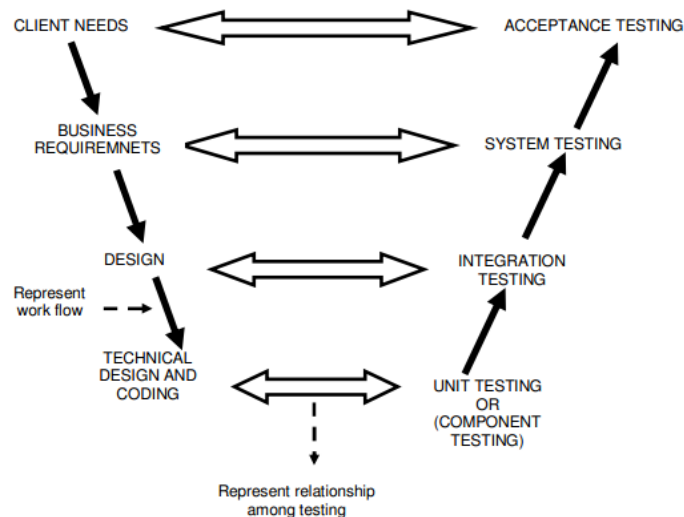 CLIENT NEEDS
ACCEPTANCE TESTING
BUSINESS
REQUIREMNETS
SYSTEM TESTING
DESIGN
INTEGRATION
TESTING
Represent
work flow
TECHNICAL
DESIGN AND
CODING
UNIT TESTING
OR
(COMPONENT
TESTING)
Represent relationship
among testing